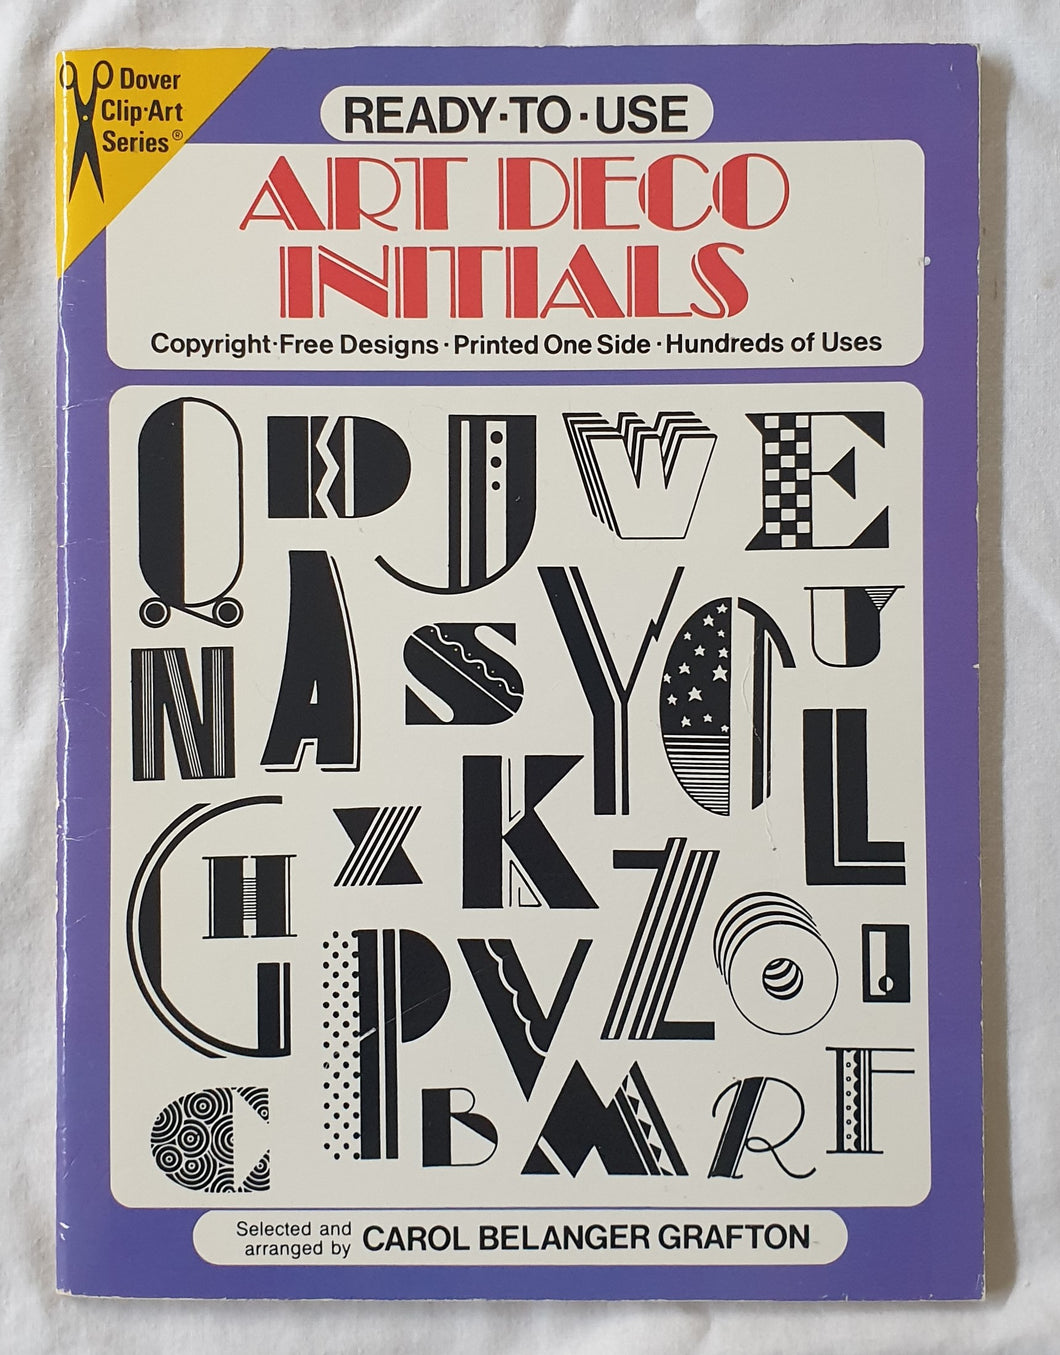 Dover
Clip·Art
Series®
READY·TO·USE
ART DECO
INITIALS
Copyright·Free Designs · Printed One Side · Hundreds of Uses
Q D J W E
N A S Y T U
G H X K Z O L I
C P B V M R F
Selected and
arranged by
CAROL BELANGER GRAFTON